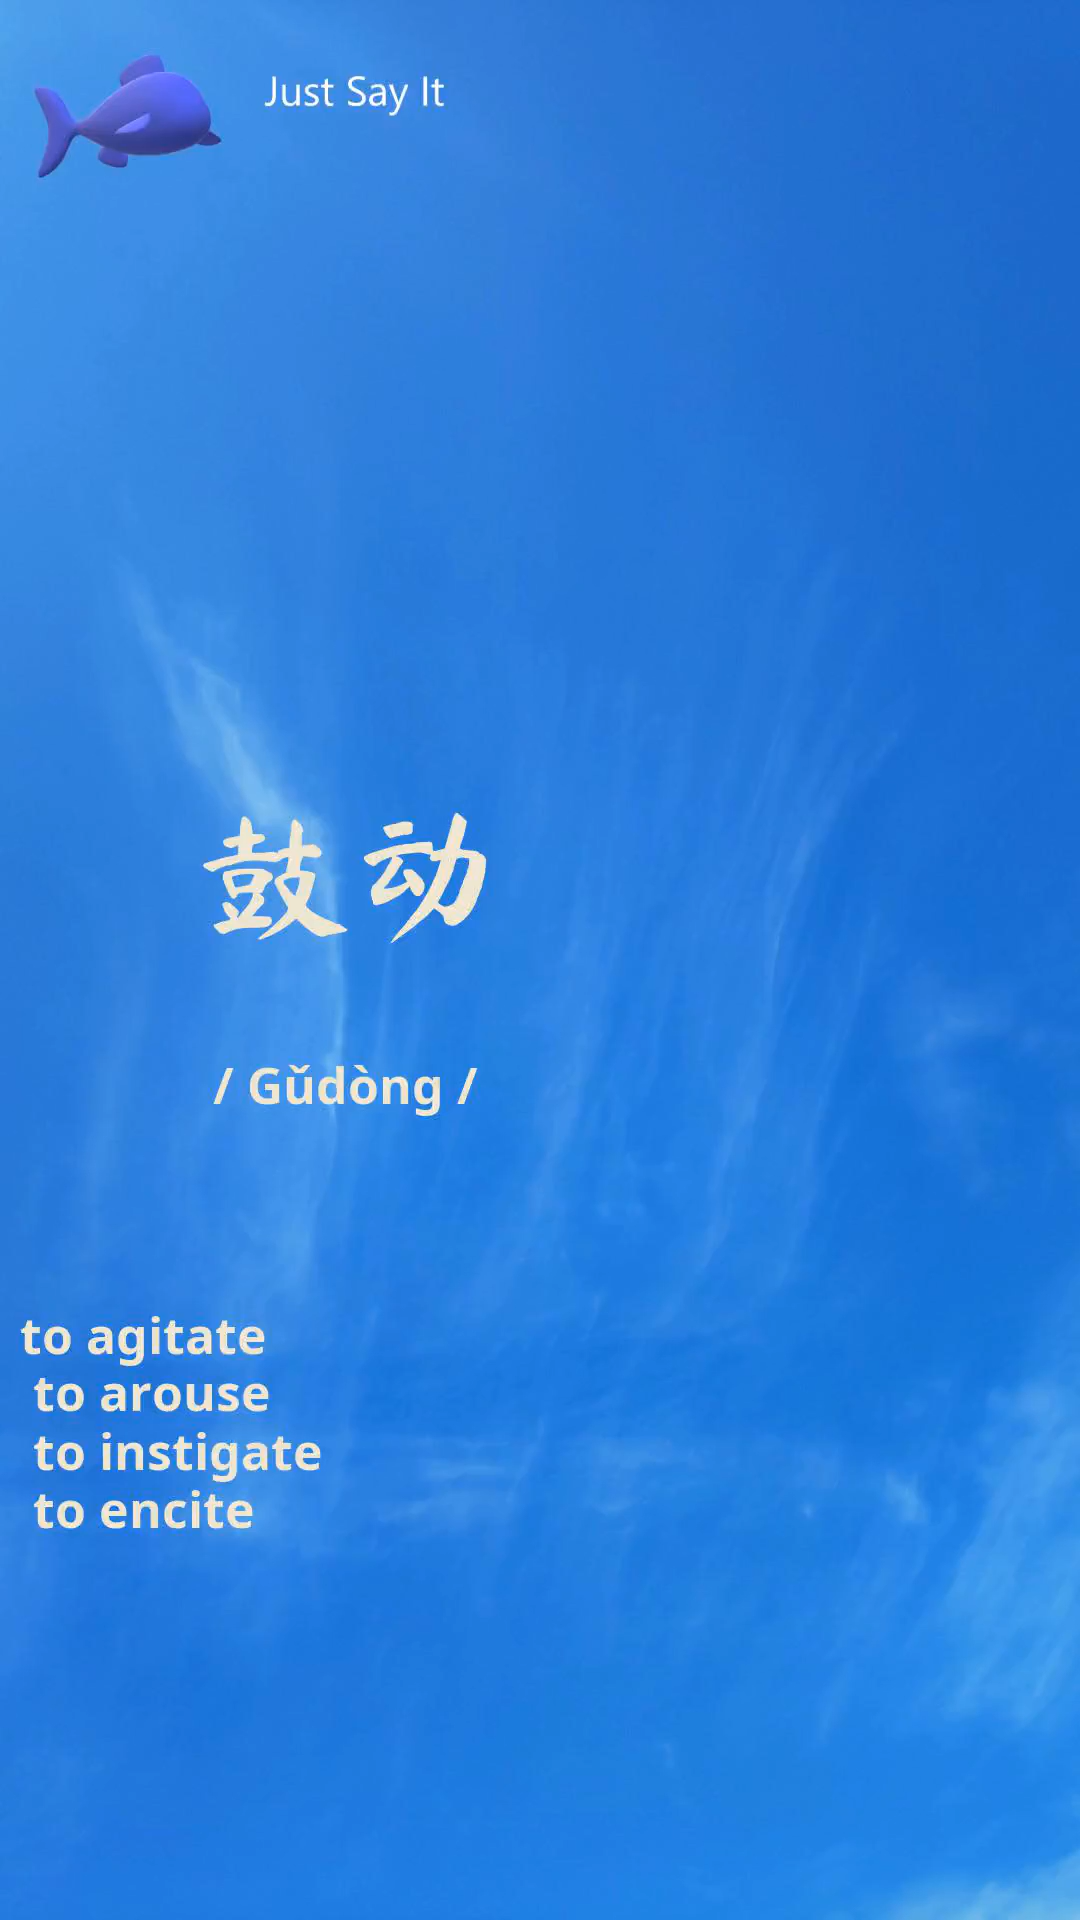 Just Say It
鼓动
/ Gǔdòng /
to agitate
to arouse
to instigate
to encite